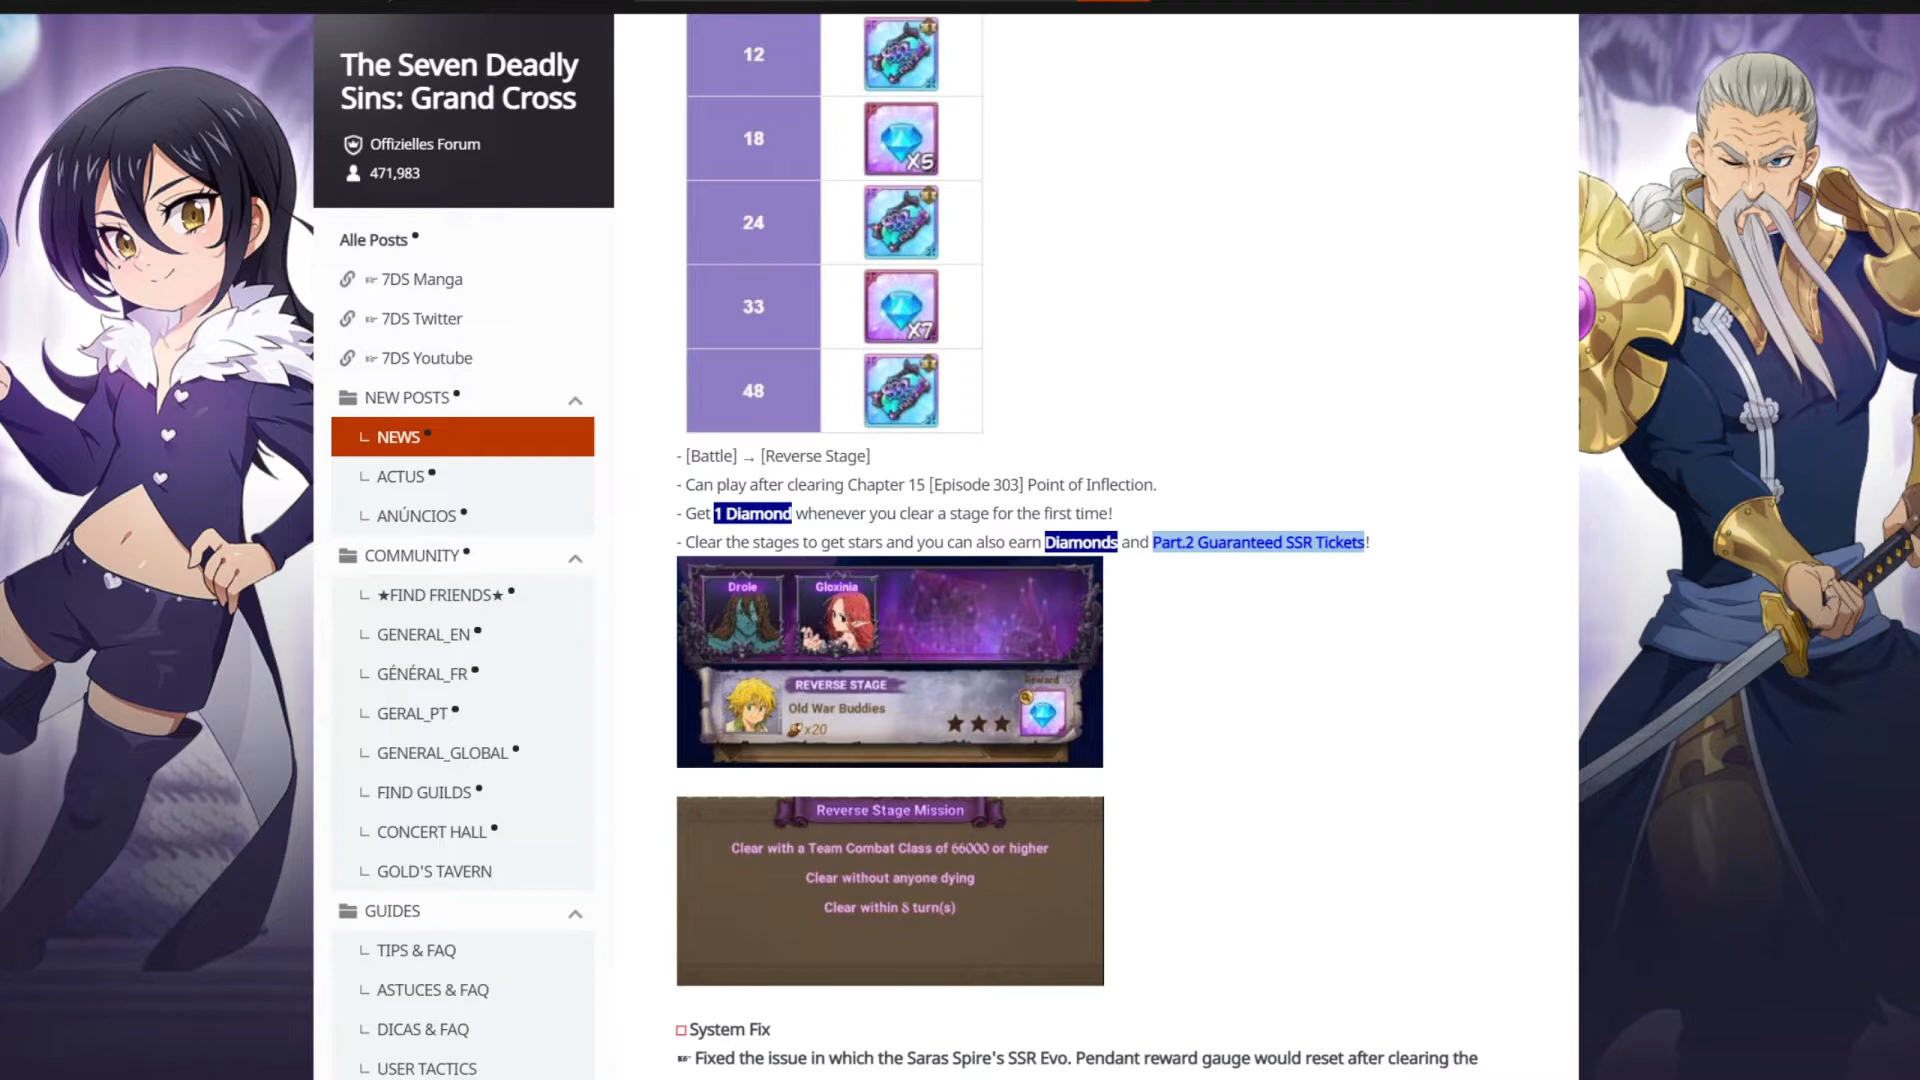 The Seven Deadly
Sins: Grand Cross
Offizielles Forum
471,983
Alle Posts
7DS Manga
7DS Twitter
7DS Youtube
NEW POSTS
NEWS
ACTUS
ANÚNCIOS
COMMUNITY
★FIND FRIENDS★
GENERAL_EN
GÉNÉRAL_FR
GERAL_PT
GENERAL_GLOBAL
FIND GUILDS
CONCERT HALL
GOLD'S TAVERN
GUIDES
TIPS & FAQ
ASTUCES & FAQ
DICAS & FAQ
USER TACTICS
12
18
X5
24
33
X7
48
- [Battle] → [Reverse Stage]
- Can play after clearing Chapter 15 [Episode 303] Point of Inflection.
- Get 1 Diamond whenever you clear a stage for the first time!
- Clear the stages to get stars and you can also earn Diamonds and Part.2 Guaranteed SSR Tickets!
Drole
Gloxinia
REVERSE STAGE
Reward
Old War Buddies
x20
Reverse Stage Mission
Clear with a Team Combat Class of 66000 or higher
Clear without anyone dying
Clear within 8 turn(s)
System Fix
☞ Fixed the issue in which the Saras Spire's SSR Evo. Pendant reward gauge would reset after clearing the